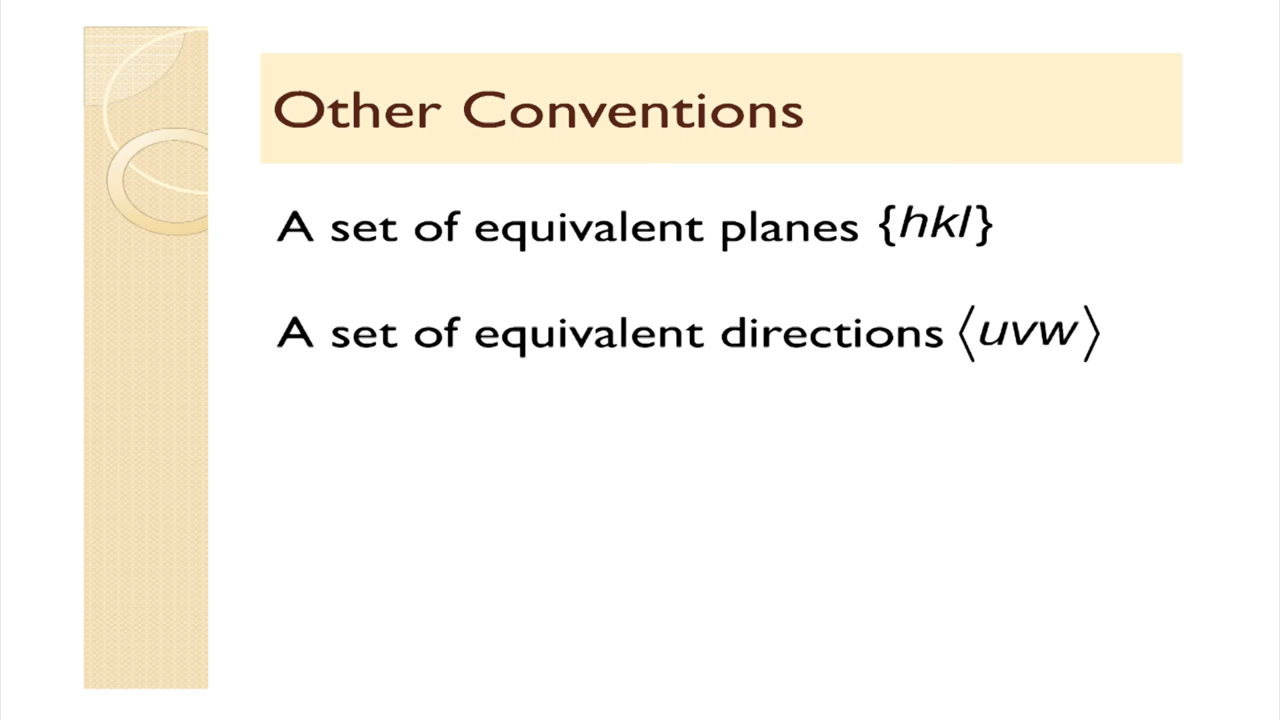 Other Conventions
A set of equivalent planes {hkl}
A set of equivalent directions ⟨uvw⟩